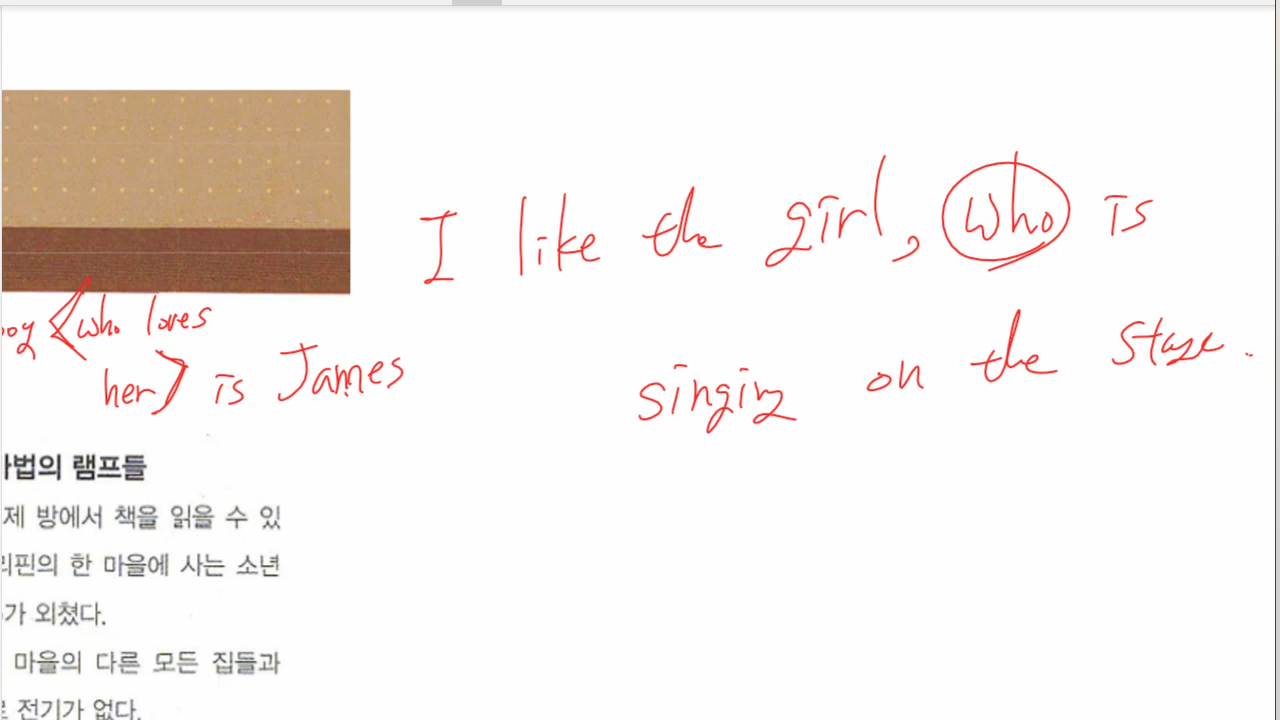 I like the girl, who is
singing on the stage.
who loves
her is James
법의 램프들
제 방에서 책을 읽을 수 있
한 마을에 사는 소년
가 외쳤다.
마을의 다른 모든 집들과
전기가 없다.